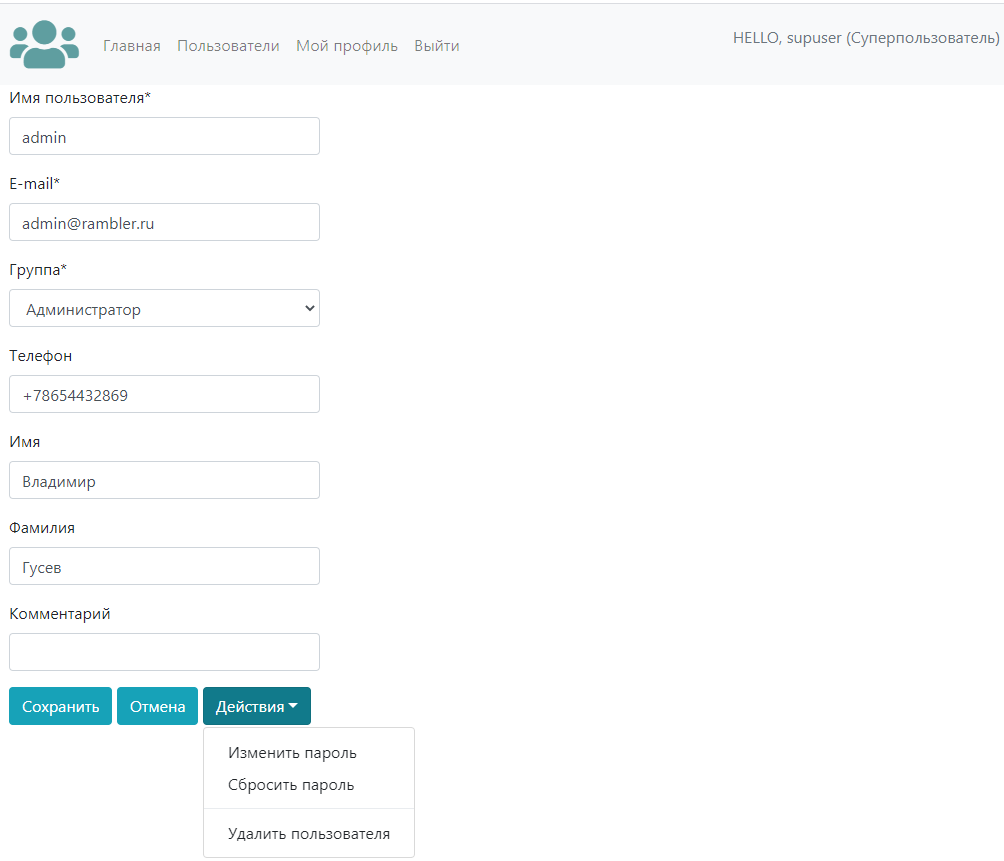 Главная Пользователи Мой профиль Выйти HELLO, supuser (Суперпользователь)
Имя пользователя*
admin
E-mail*
admin@rambler.ru
Группа*
Администратор
Телефон
+78654432869
Имя
Владимир
Фамилия
Гусев
Комментарий
Сохранить Отмена Действия
Изменить пароль
Сбросить пароль
Удалить пользователя